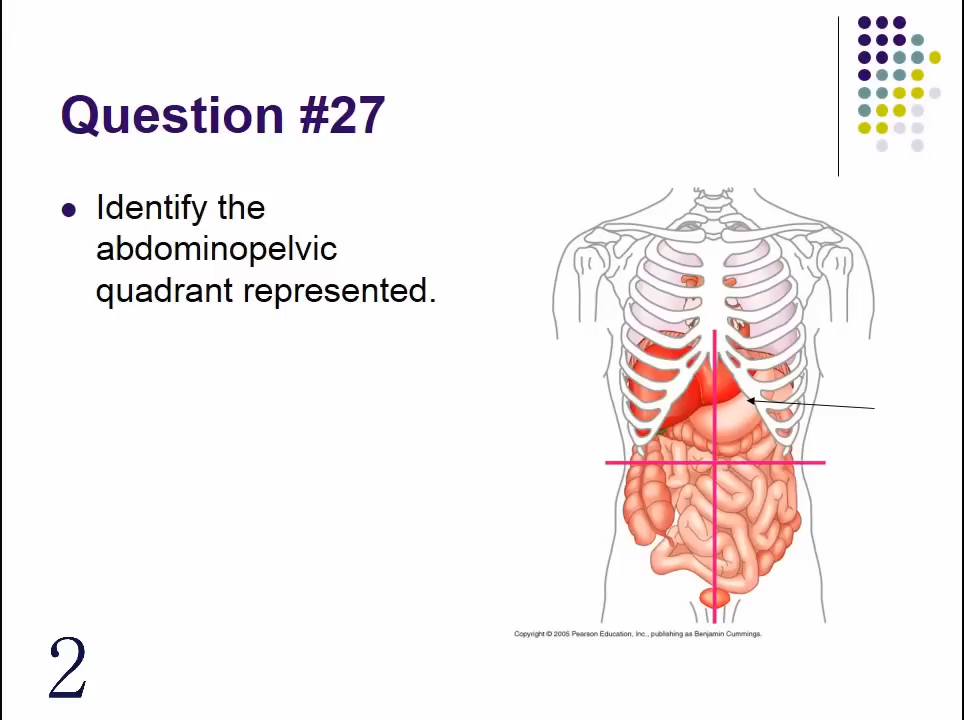 Question #27
Identify the
abdominopelvic
quadrant represented.
Copyright © 2005 Pearson Education, Inc., publishing as Benjamin Cummings.
2